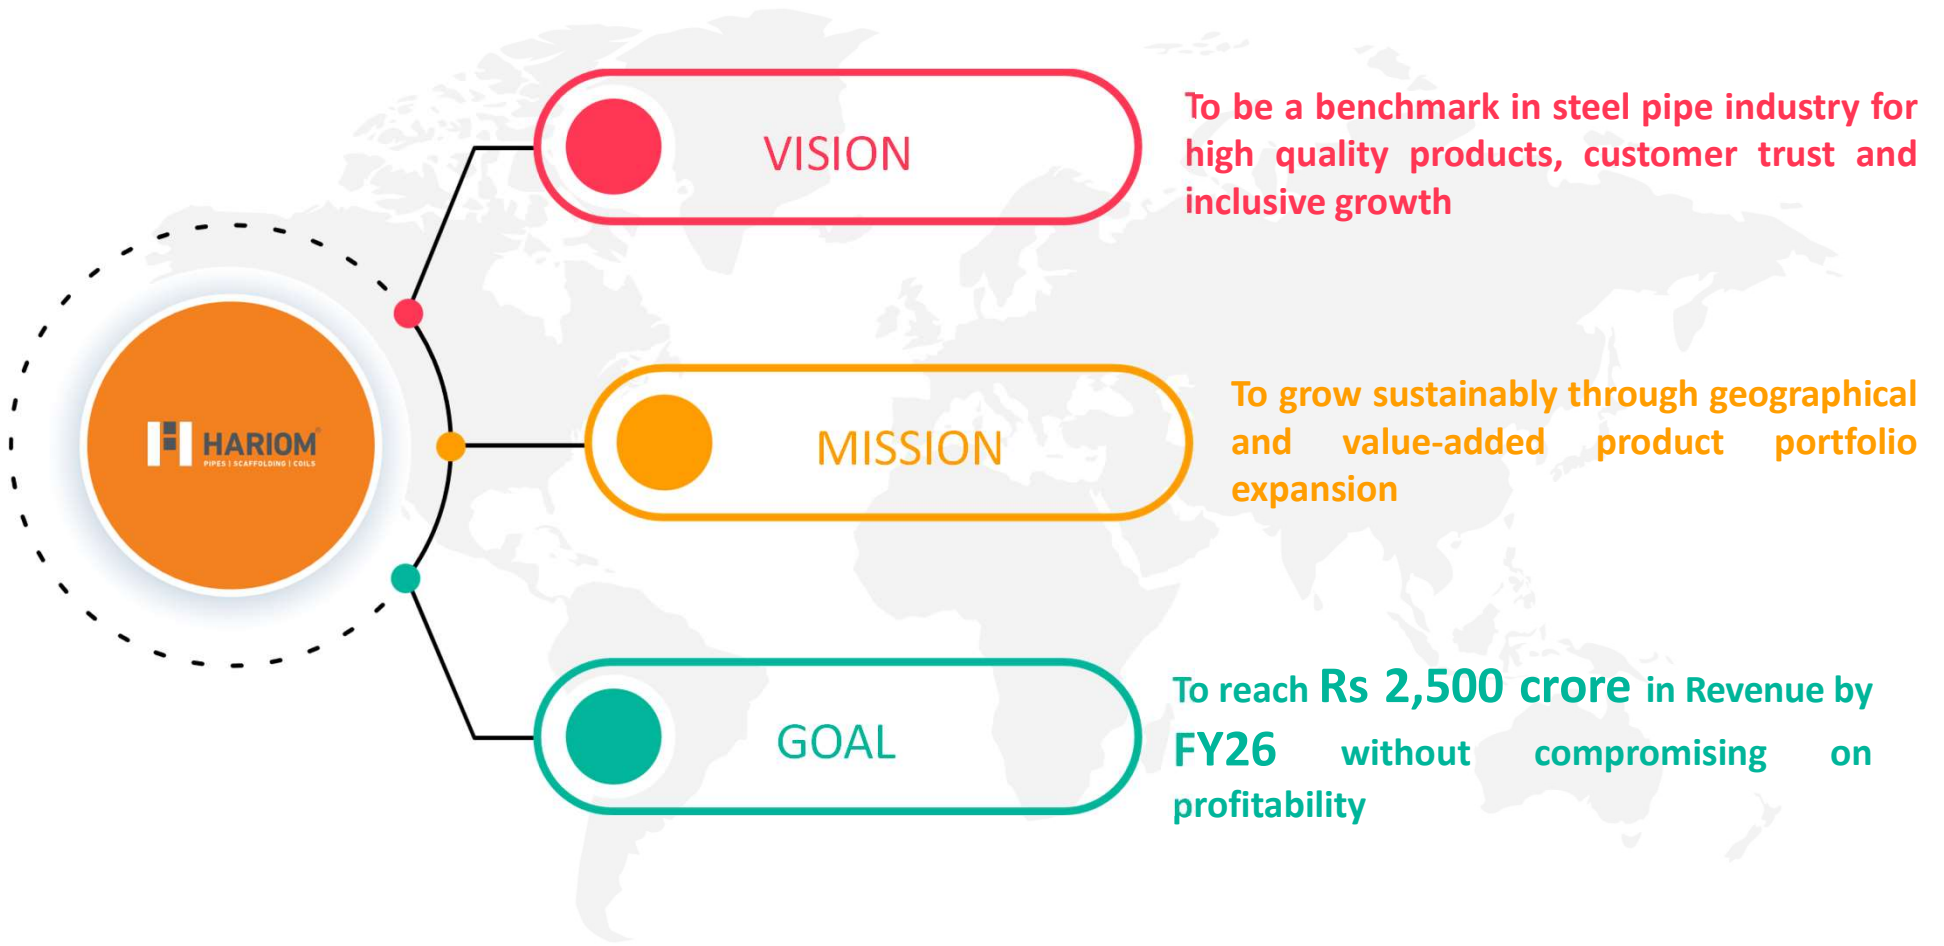 VISION
To be a benchmark in steel pipe industry for
high quality products, customer trust and
inclusive growth
HARIOM®
PIPES | SCAFFOLDING | COILS
MISSION
To grow sustainably through geographical
and value-added product portfolio
expansion
GOAL
To reach Rs 2,500 crore in Revenue by
FY26 without compromising on
profitability